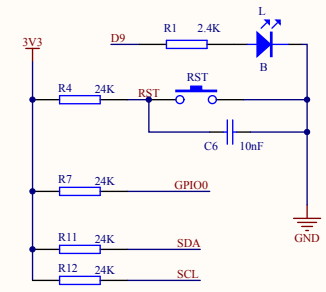 L
D9 R1 2.4K
3V3
B
R4 24K RST RST
C6 10nF
R7 24K GPIO0
R11 24K SDA
GND
R12 24K SCL